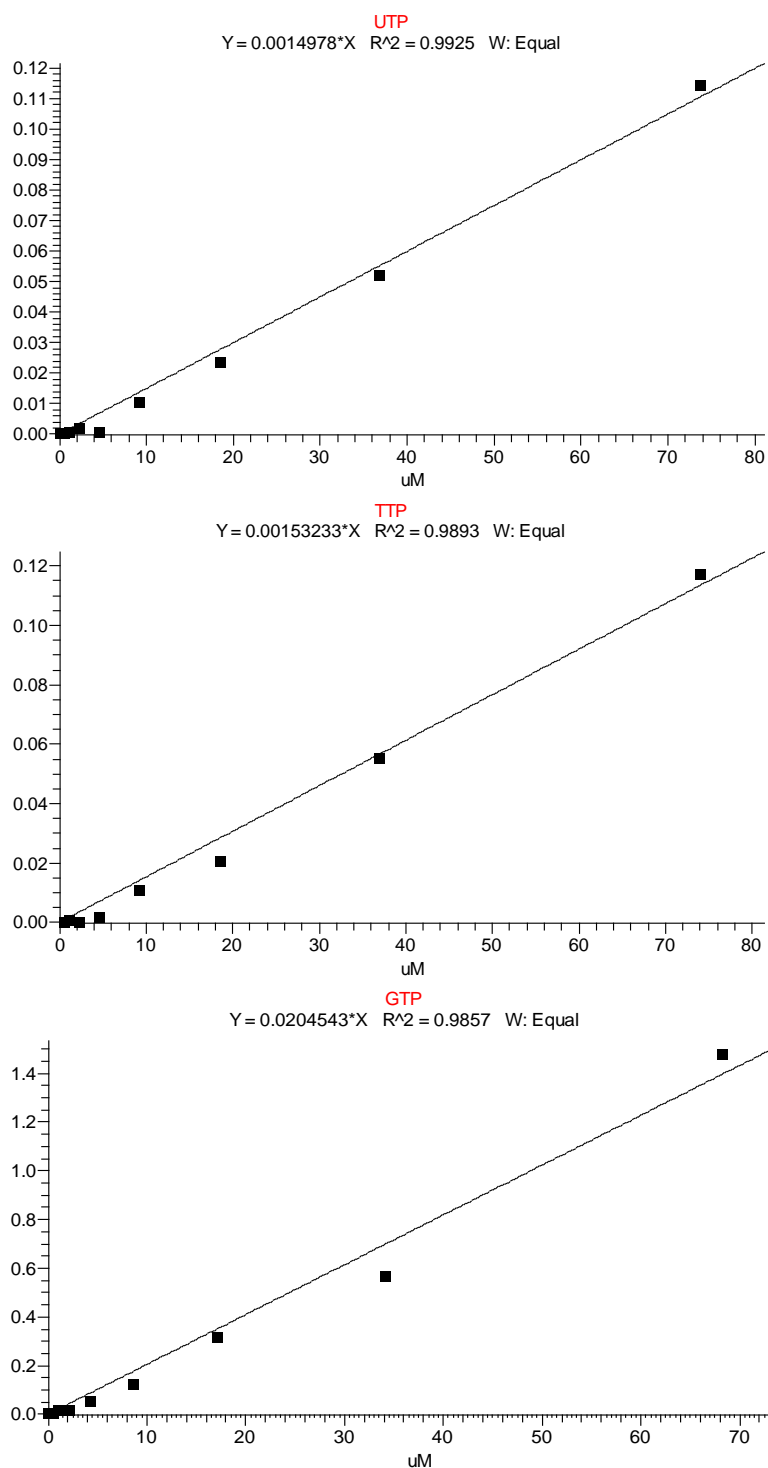 UTP
Y = 0.0014978*X R^2 = 0.9925 W: Equal
0.12
0.11
0.10
0.09
0.08
0.07
0.06
0.05
0.04
0.03
0.02
0.01
0.00
0 10 20 30 40 50 60 70 80
uM
TTP
Y = 0.00153233*X R^2 = 0.9893 W: Equal
0.12
0.10
0.08
0.06
0.04
0.02
0.00
0 10 20 30 40 50 60 70 80
uM
GTP
Y = 0.0204543*X R^2 = 0.9857 W: Equal
1.4
1.2
1.0
0.8
0.6
0.4
0.2
0.0
0 10 20 30 40 50 60 70
uM